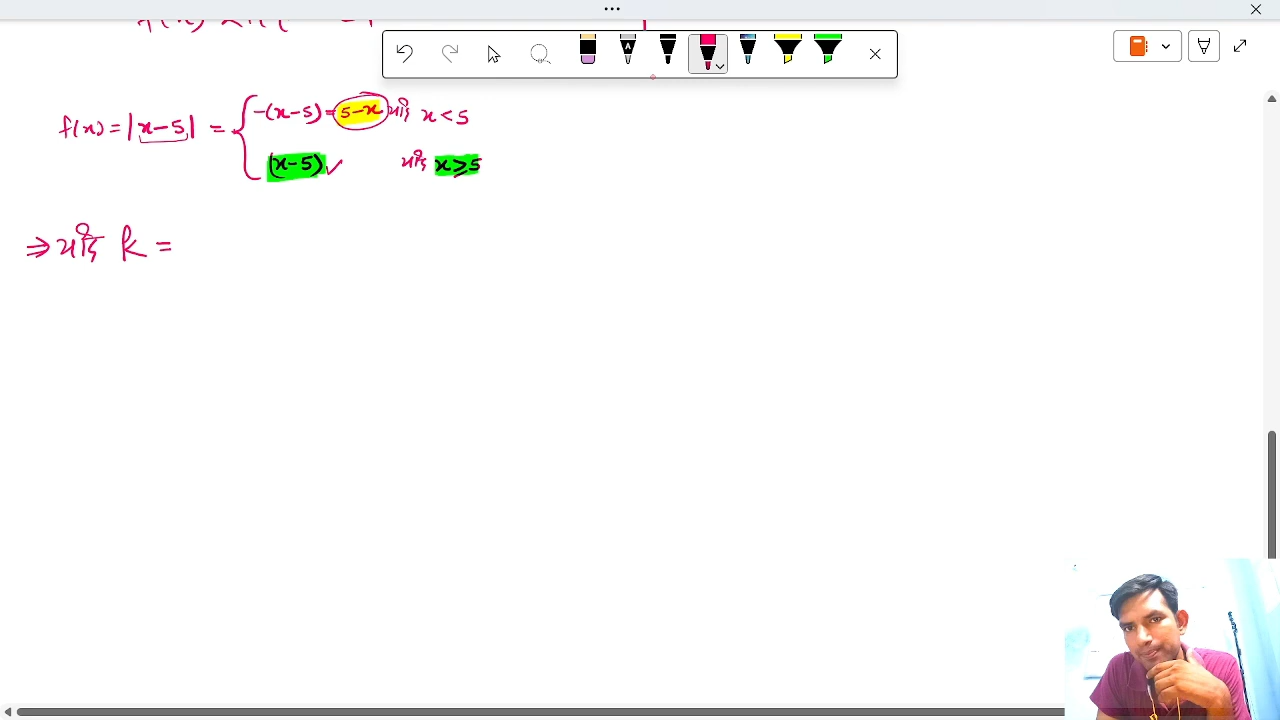 f(x) = |x-5| = { -(x-5) = 5-x यदि x < 5
(x-5) ✓ यदि x ≥ 5
⇒ यदि k =